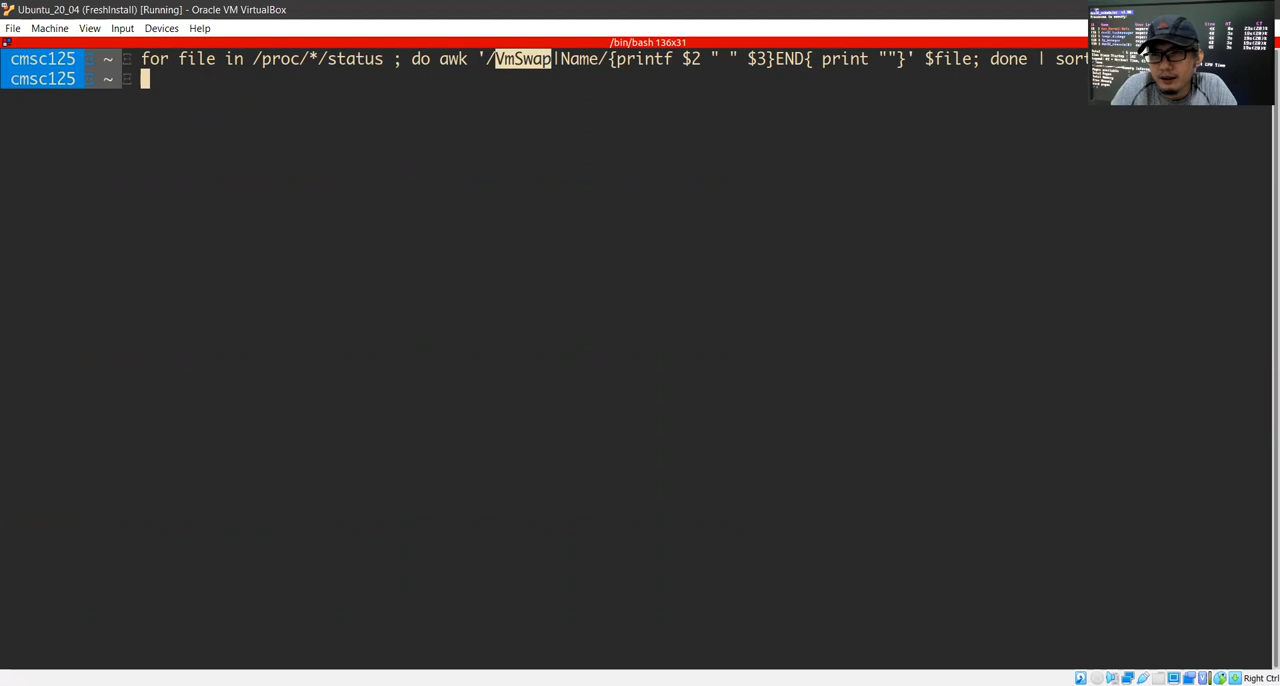 Ubuntu_20_04 (FreshInstall) [Running] - Oracle VM VirtualBox
File Machine View Input Devices Help
/bin/bash 136x31
cmsc125 ~ for file in /proc/*/status ; do awk '/VmSwap|Name/{printf $2 " " $3}END{ print ""}' $file; done | sort
cmsc125 ~
Right Ctrl